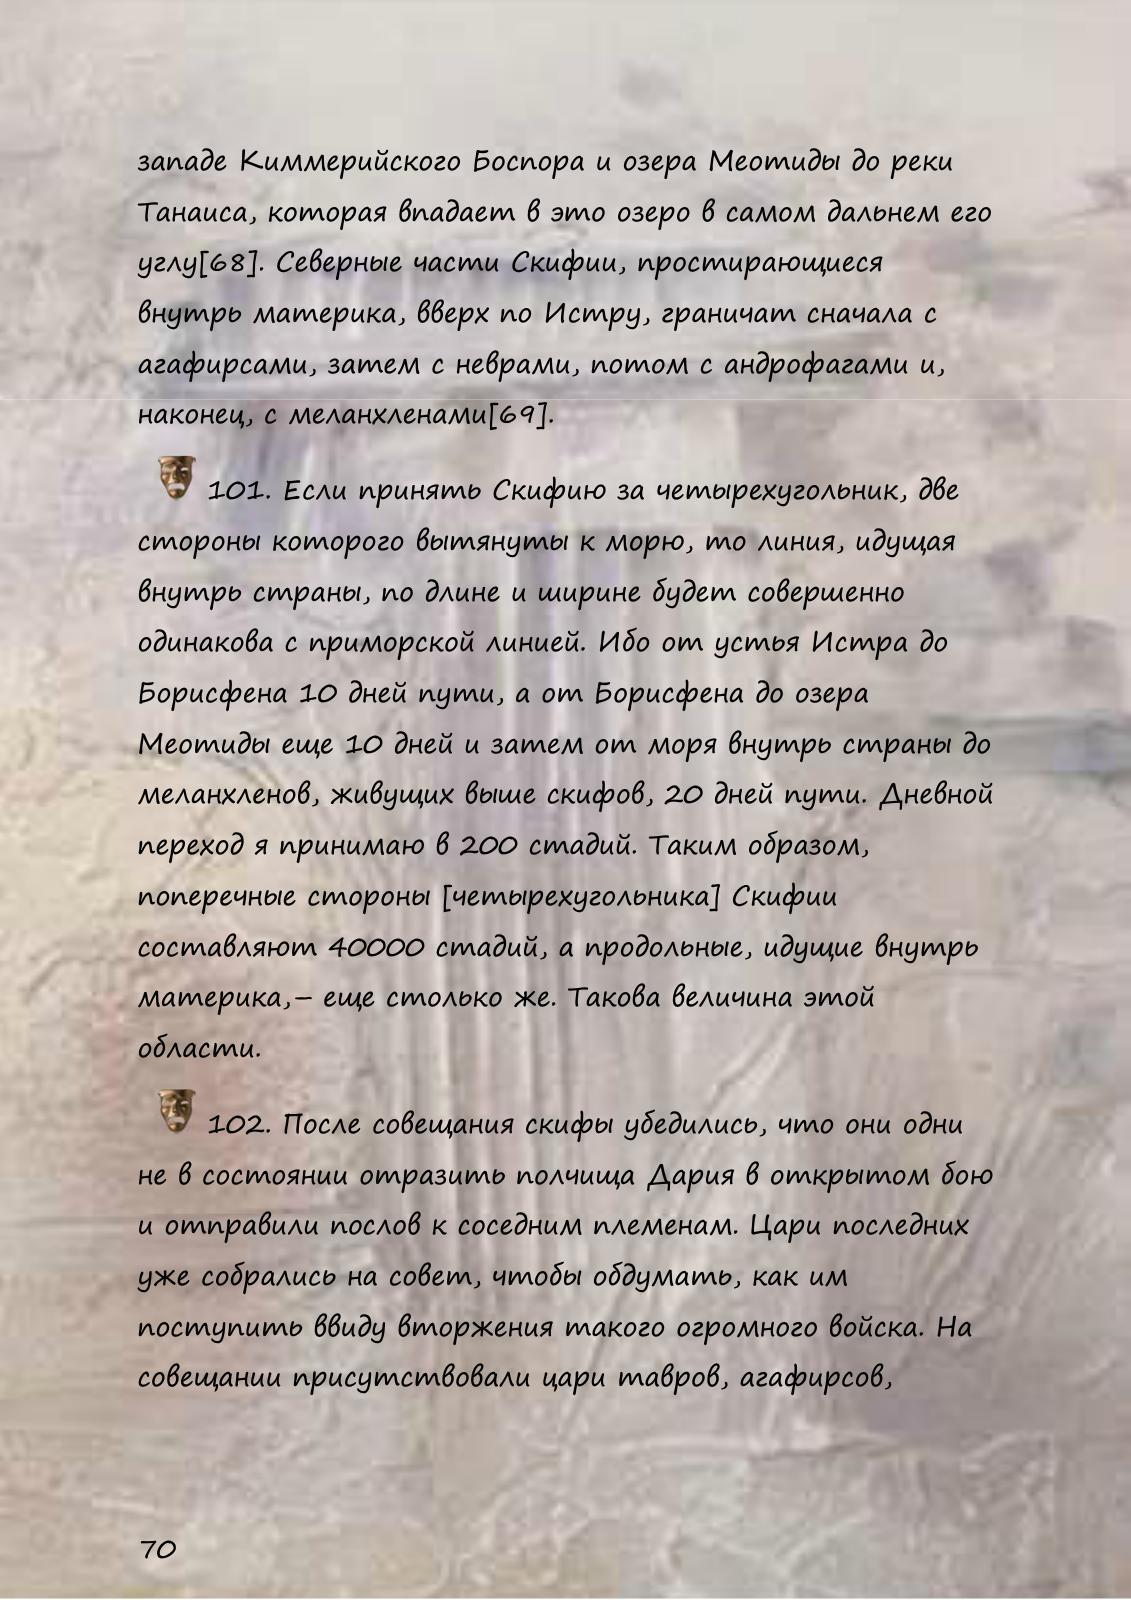 западе Киммерийского Боспора и озера Меотиды до реки
Танаиса, которая впадает в это озеро в самом дальнем его
углу[68]. Северные части Скифии, простирающиеся
внутрь материка, вверх по Истру, граничат сначала с
агафирсами, затем с неврами, потом с андрофагами и,
наконец, с меланхленами[69].
101. Если принять Скифию за четырехугольник, две
стороны которого вытянуты к морю, то линия, идущая
внутрь страны, по длине и ширине будет совершенно
одинакова с приморской линией. Ибо от устья Истра до
Борисфена 10 дней пути, а от Борисфена до озера
Меотиды еще 10 дней и затем от моря внутрь страны до
меланхленов, живущих выше скифов, 20 дней пути. Дневной
переход я принимаю в 200 стадий. Таким образом,
поперечные стороны [четырехугольника] Скифии
составляют 40000 стадий, а продольные, идущие внутрь
материка,– еще столько же. Такова величина этой
области.
102. После совещания скифы убедились, что они одни
не в состоянии отразить полчища Дария в открытом бою
и отправили послов к соседним племенам. Цари последних
уже собрались на совет, чтобы обдумать, как им
поступить ввиду вторжения такого огромного войска. На
совещании присутствовали цари тавров, агафирсов,
70